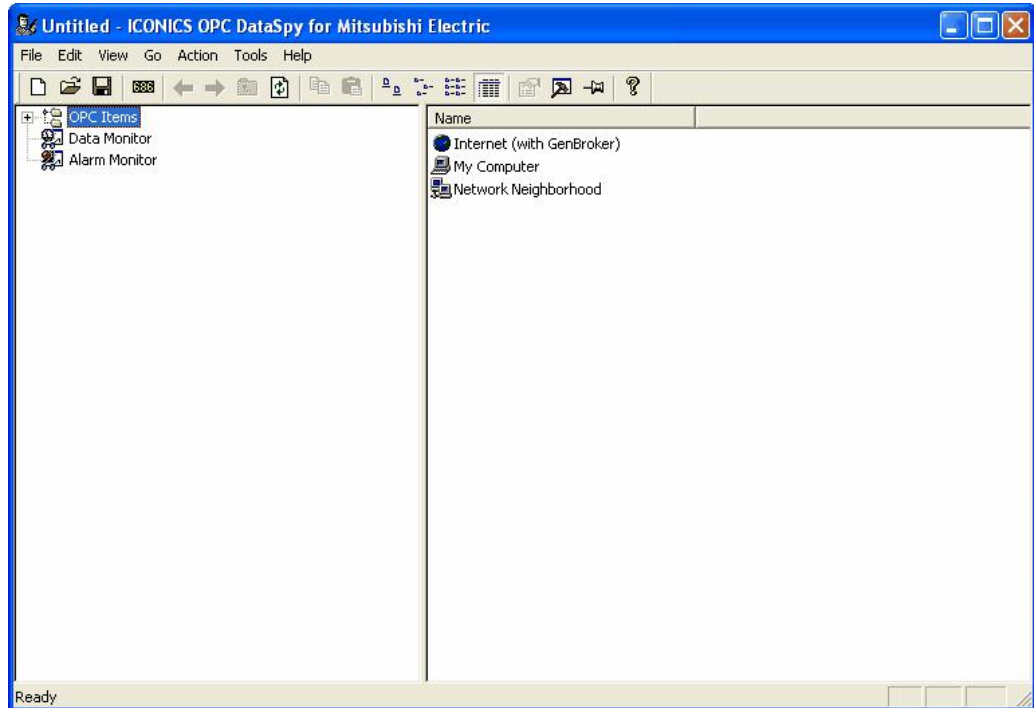 Untitled - ICONICS OPC DataSpy for Mitsubishi Electric
File Edit View Go Action Tools Help
OPC Items
Data Monitor
Alarm Monitor
Name
Internet (with GenBroker)
My Computer
Network Neighborhood
Ready